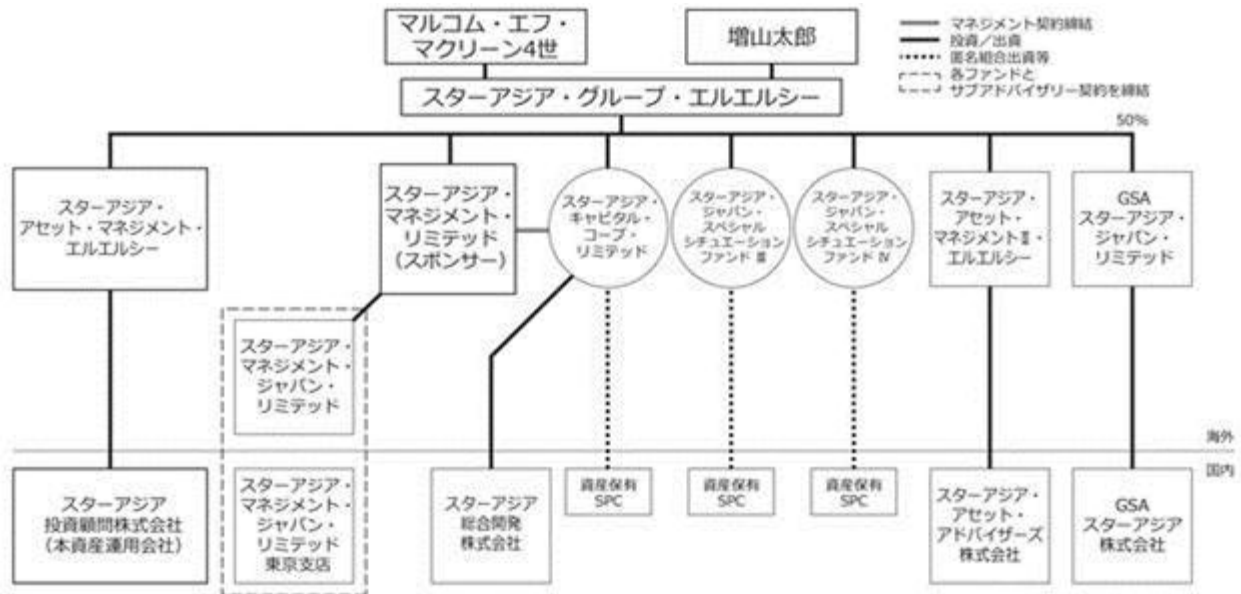 マルコム・エフ・
マクリーン4世
増山太郎
マネジメント契約締結
投資／出資
匿名組合出資等
各ファンドと
サブアドバイザリー契約を締結
スターアジア・グループ・エルエルシー
50%
スターアジア・
アセット・マネジメント・
エルエルシー
スターアジア・
マネジメント・
リミテッド
（スポンサー）
スターアジア・
キャピタル・
コープ・
リミテッド
スターアジア・
ジャパン・
スペシャル
シチュエーション
ファンド Ⅲ
スターアジア・
ジャパン・
スペシャル
シチュエーション
ファンド Ⅳ
スターアジア・
アセット・
マネジメントⅡ・
エルエルシー
GSA
スターアジア・
ジャパン・
リミテッド
スターアジア・
マネジメント・
ジャパン・
リミテッド
海外
国内
スターアジア
投資顧問株式会社
（本資産運用会社）
スターアジア・
マネジメント・
ジャパン・
リミテッド
東京支店
スターアジア
総合開発
株式会社
資産保有
SPC
資産保有
SPC
資産保有
SPC
スターアジア・
アセット・
アドバイザーズ
株式会社
GSA
スターアジア
株式会社